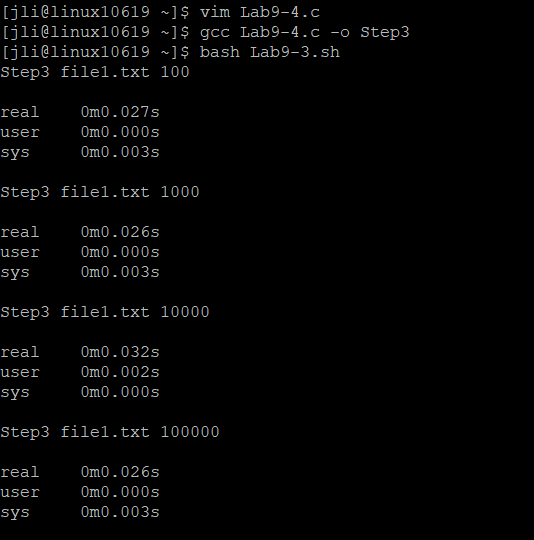 [jli@linux10619 ~]$ vim Lab9-4.c
[jli@linux10619 ~]$ gcc Lab9-4.c -o Step3
[jli@linux10619 ~]$ bash Lab9-3.sh
Step3 file1.txt 100
real    0m0.027s
user    0m0.000s
sys     0m0.003s
Step3 file1.txt 1000
real    0m0.026s
user    0m0.000s
sys     0m0.003s
Step3 file1.txt 10000
real    0m0.032s
user    0m0.002s
sys     0m0.000s
Step3 file1.txt 100000
real    0m0.026s
user    0m0.000s
sys     0m0.003s